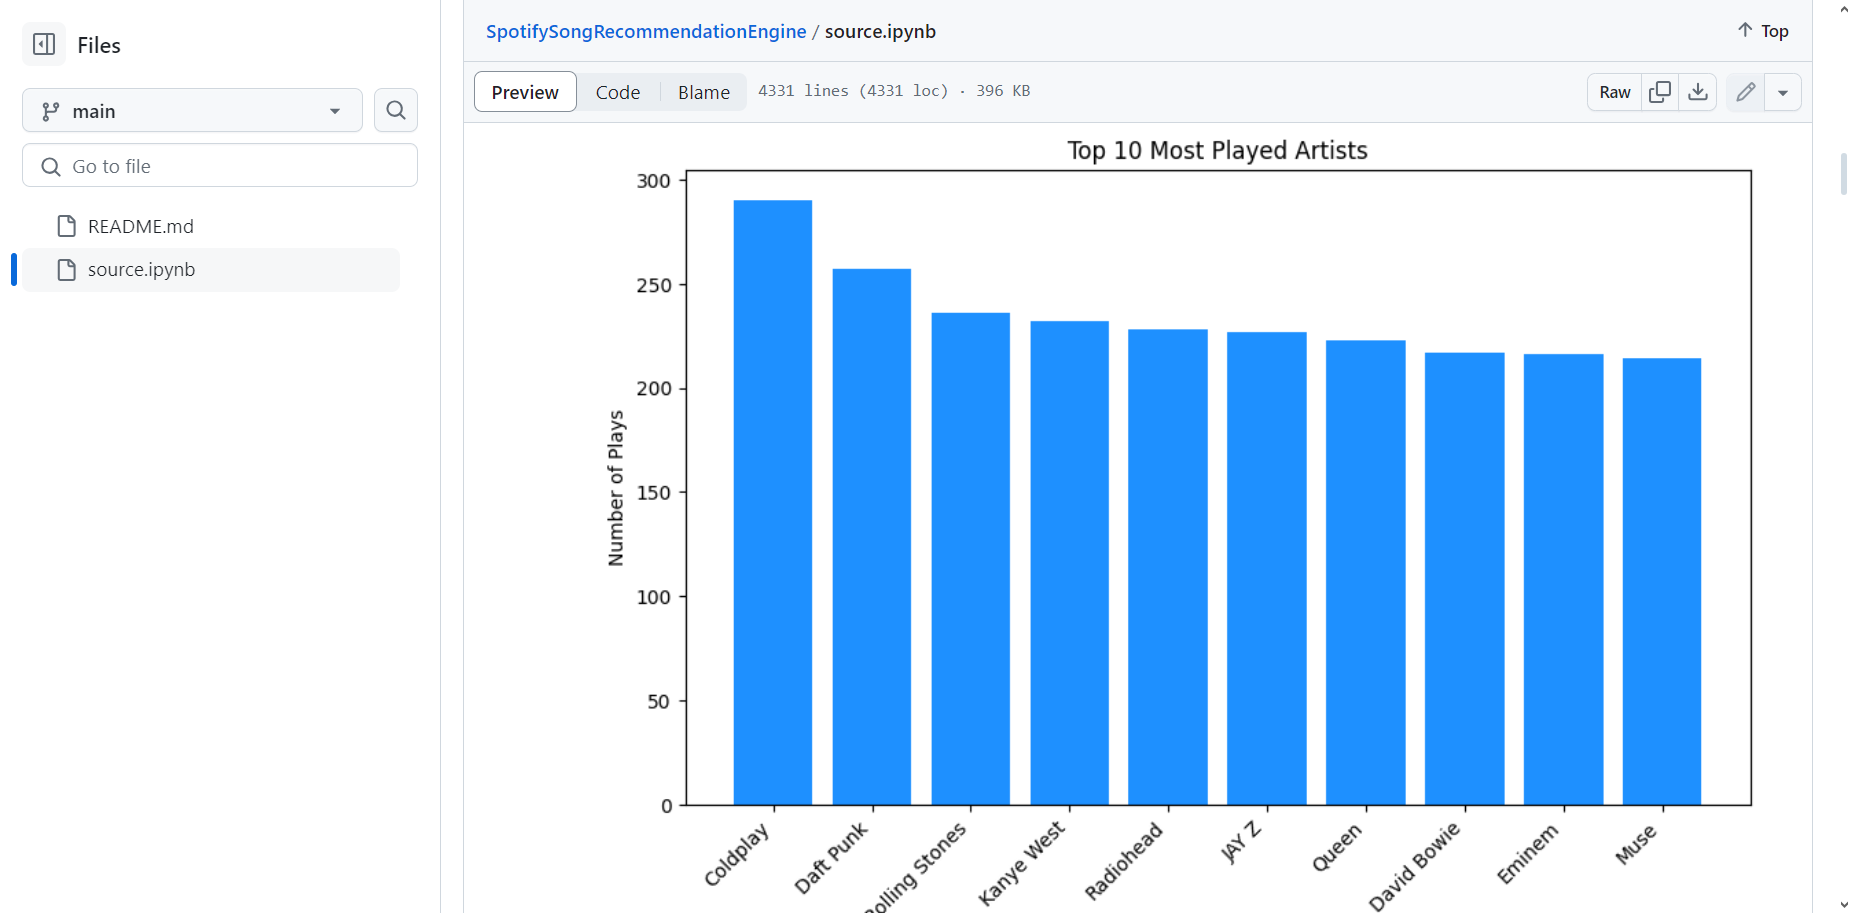 Files
main
Go to file
README.md
source.ipynb
SpotifySongRecommendationEngine / source.ipynb
Top
Preview
Code
Blame
4331 lines (4331 loc) · 396 KB
Raw
Top 10 Most Played Artists
300
250
200
150
100
50
0
Number of Plays
Coldplay
Daft Punk
Stones
Kanye West
Radiohead
JAY Z
Queen
David Bowie
Eminem
Muse